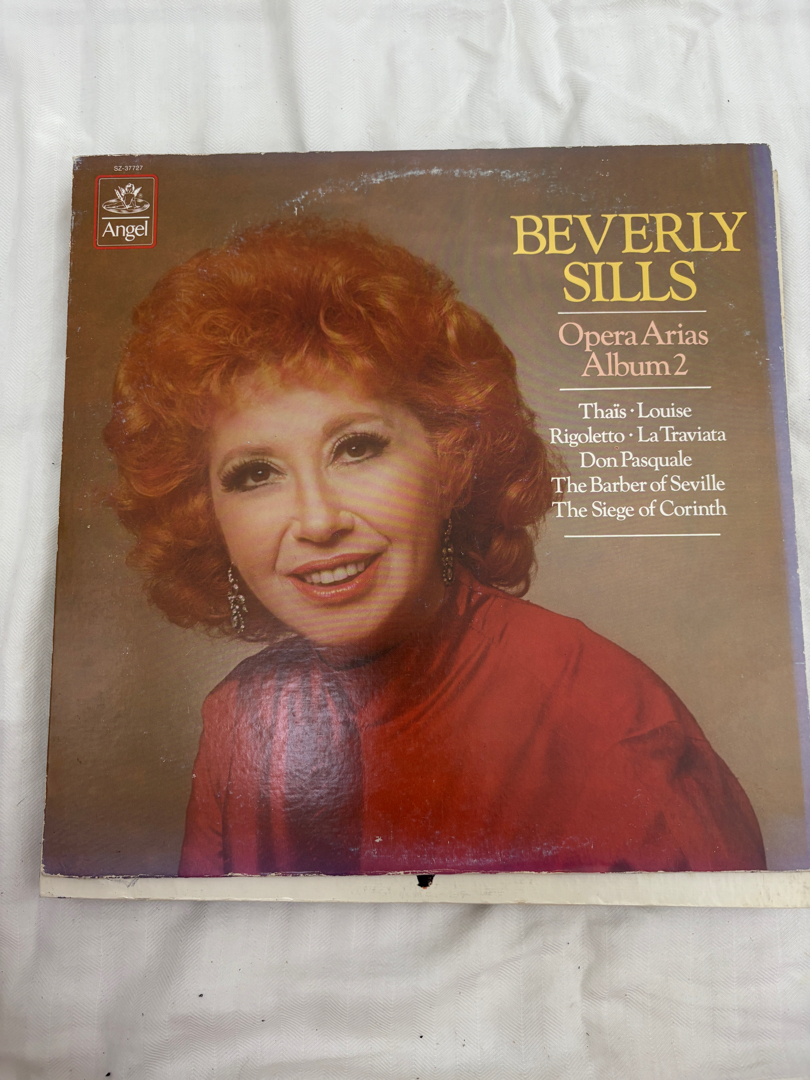 SZ-37727
Angel
BEVERLY
SILLS
Opera Arias
Album 2
Thaïs · Louise
Rigoletto · La Traviata
Don Pasquale
The Barber of Seville
The Siege of Corinth